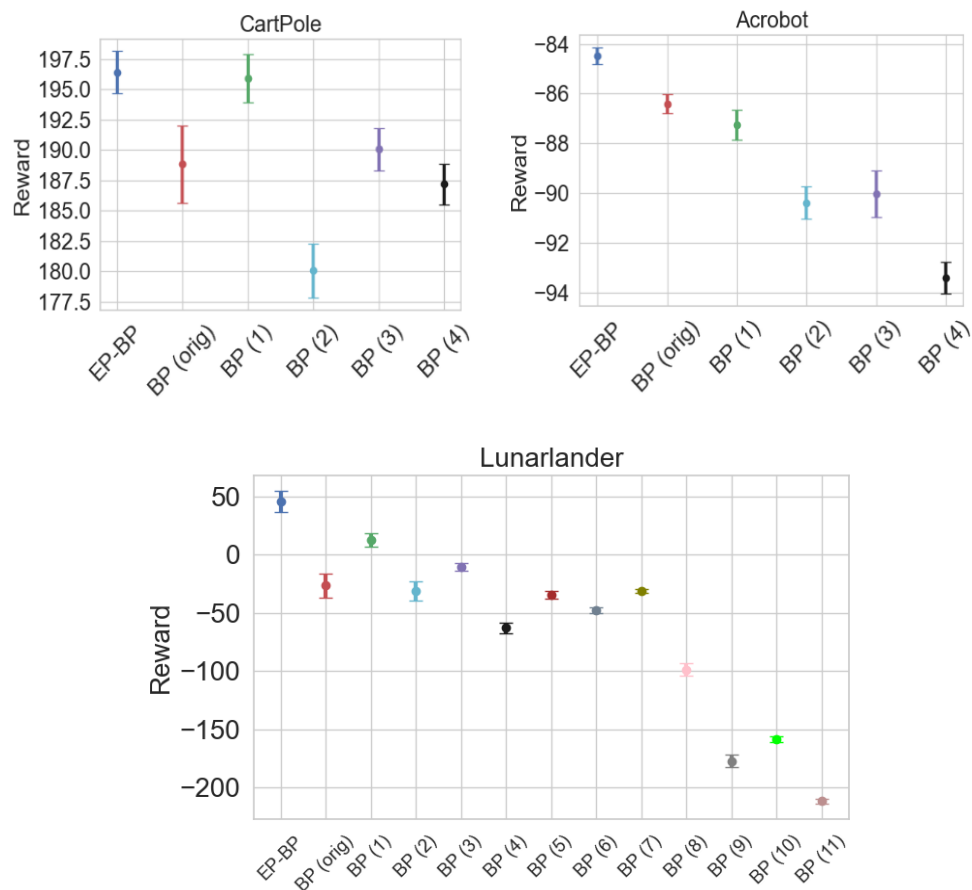 CartPole
197.5
195.0
192.5
190.0
187.5
185.0
182.5
180.0
177.5
Reward
EP-BP
BP (orig)
BP (1)
BP (2)
BP (3)
BP (4)
Acrobot
−84
−86
−88
−90
−92
−94
Reward
EP-BP
BP (orig)
BP (1)
BP (2)
BP (3)
BP (4)
Lunarlander
50
0
−50
−100
−150
−200
Reward
EP-BP
BP (orig)
BP (1)
BP (2)
BP (3)
BP (4)
BP (5)
BP (6)
BP (7)
BP (8)
BP (9)
BP (10)
BP (11)